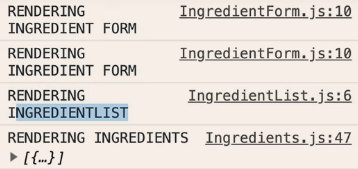 RENDERING IngredientForm.js:10
INGREDIENT FORM
RENDERING IngredientForm.js:10
INGREDIENT FORM
RENDERING IngredientList.js:6
INGREDIENTLIST
RENDERING INGREDIENTS Ingredients.js:47
▶ [{…}]